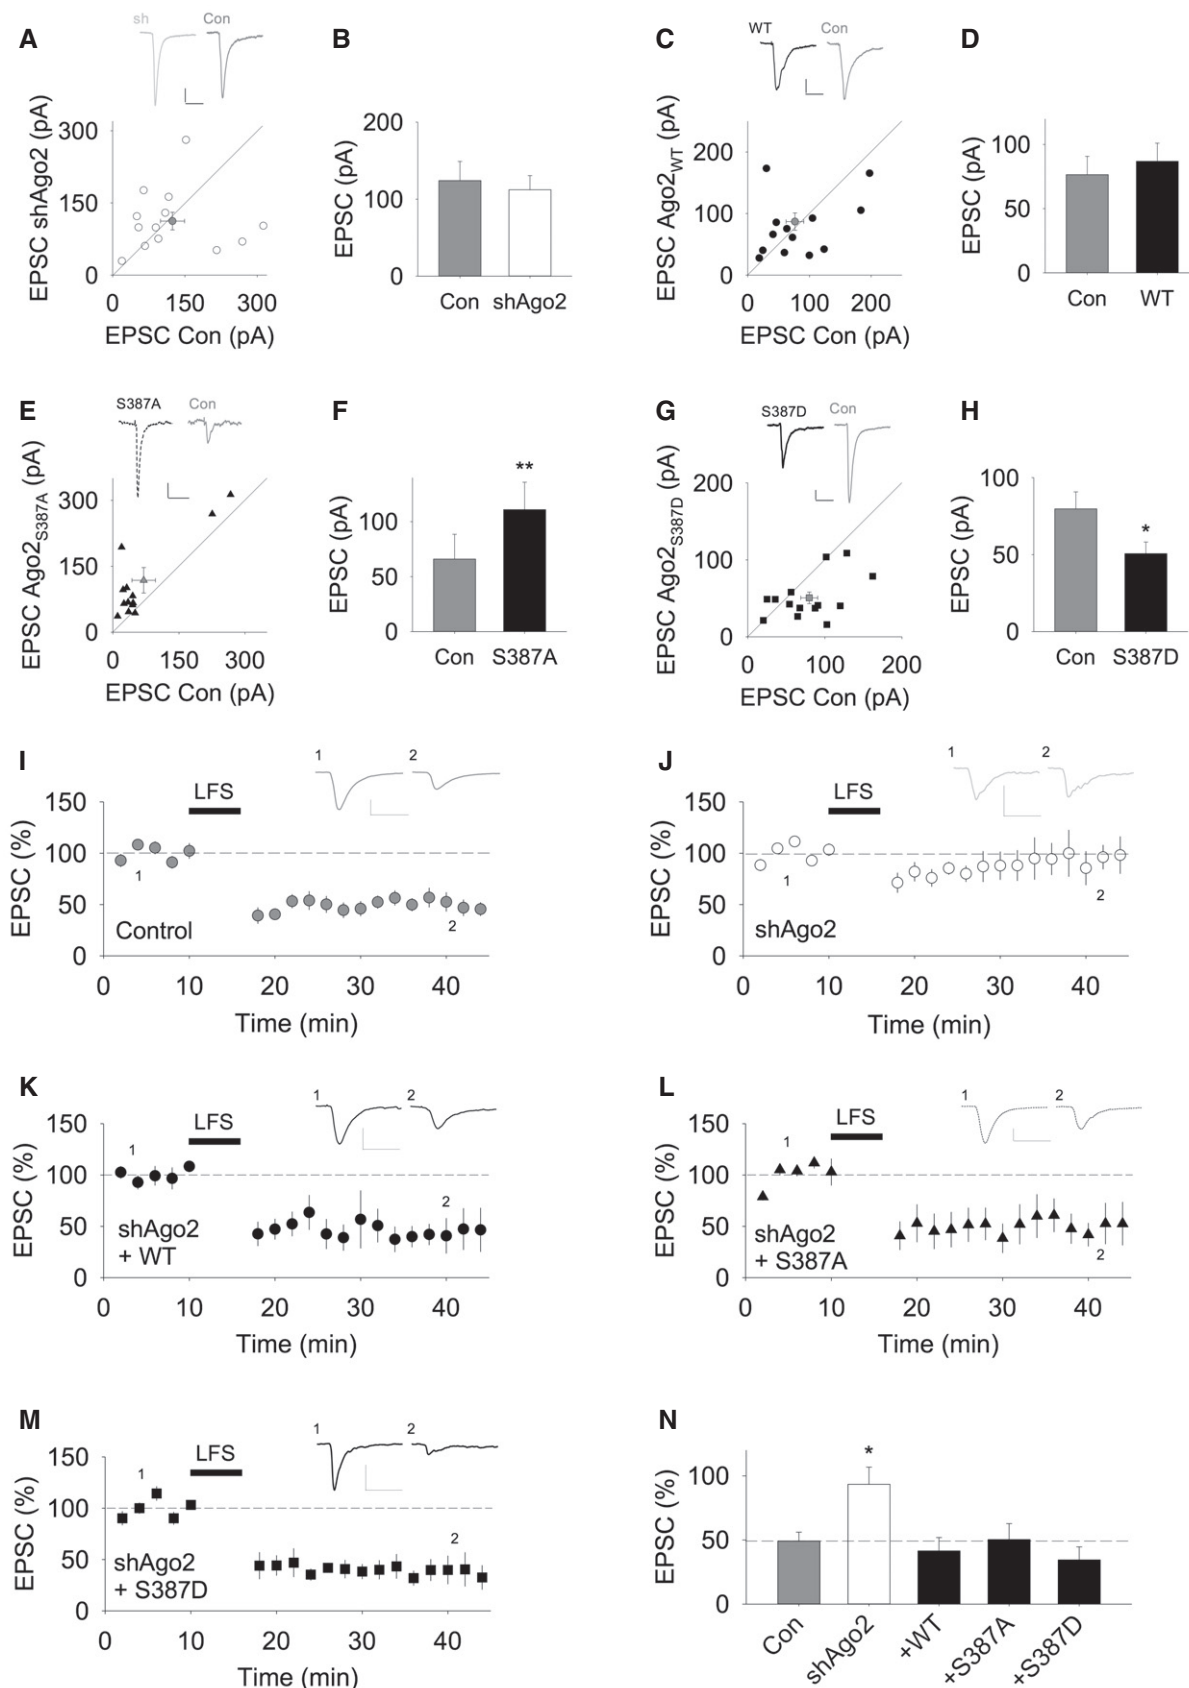 A
sh
Con
EPSC shAgo2 (pA)
300
150
0
0
150
300
EPSC Con (pA)
B
EPSC (pA)
200
100
0
Con
shAgo2
C
WT
Con
EPSC Ago2WT (pA)
200
100
0
0
100
200
EPSC Con (pA)
D
EPSC (pA)
100
50
0
Con
WT
E
S387A
Con
EPSC Ago2S387A (pA)
300
150
0
0
150
300
EPSC Con (pA)
F
EPSC (pA)
100
50
0
**
Con
S387A
G
S387D
Con
EPSC Ago2S387D (pA)
200
100
0
0
100
200
EPSC Con (pA)
H
EPSC (pA)
100
50
0
*
Con
S387D
I
1
2
LFS
EPSC (%)
150
100
50
0
1
2
Control
0
10
20
30
40
Time (min)
J
1
2
LFS
EPSC (%)
150
100
50
0
1
2
shAgo2
0
10
20
30
40
Time (min)
K
1
2
LFS
EPSC (%)
150
100
50
0
1
2
shAgo2
+ WT
0
10
20
30
40
Time (min)
L
1
2
LFS
EPSC (%)
150
100
50
0
1
2
shAgo2
+ S387A
0
10
20
30
40
Time (min)
M
1
2
LFS
EPSC (%)
150
100
50
0
1
2
shAgo2
+ S387D
0
10
20
30
40
Time (min)
N
EPSC (%)
100
50
0
*
Con
shAgo2
+WT
+S387A
+S387D